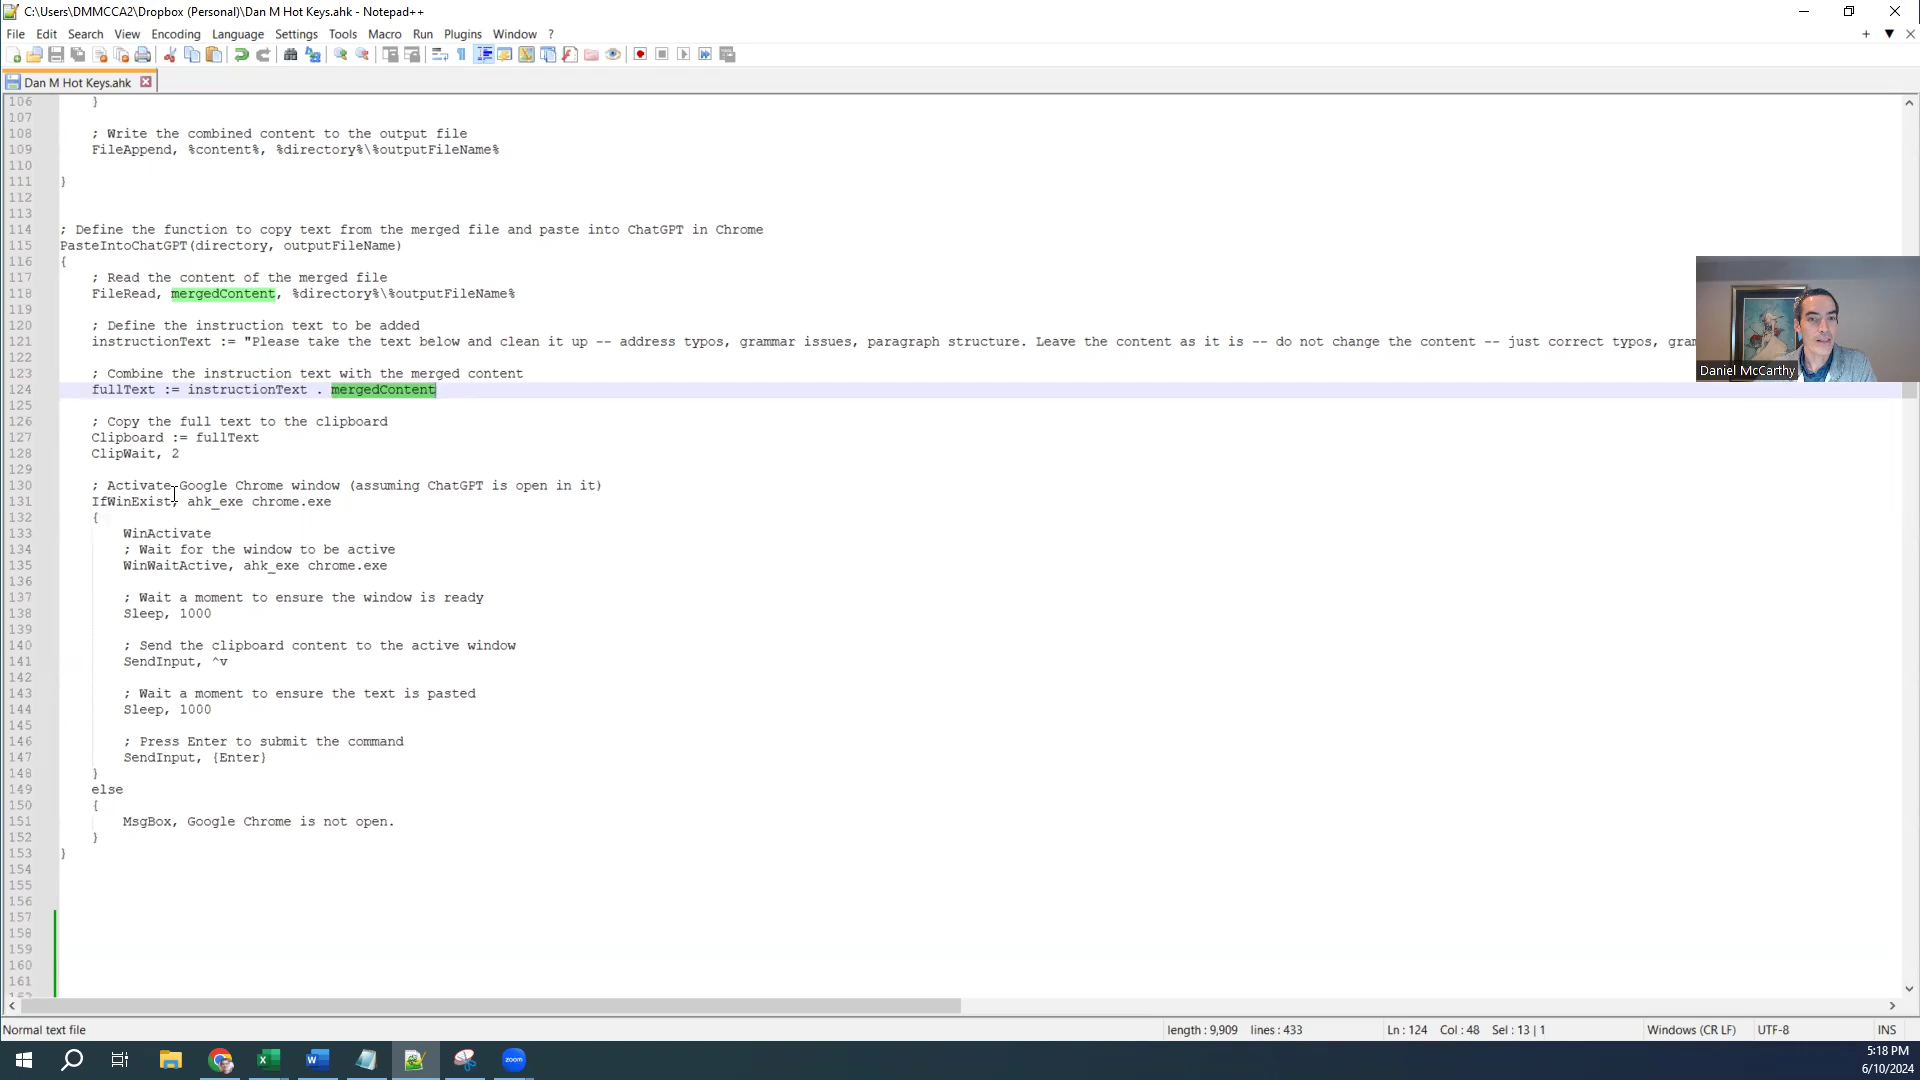 C:\Users\DMMCCA2\Dropbox (Personal)\Dan M Hot Keys.ahk - Notepad++
File Edit Search View Encoding Language Settings Tools Macro Run Plugins Window ?
Dan M Hot Keys.ahk
106 }
107
108 ; Write the combined content to the output file
109 FileAppend, %content%, %directory%\%outputFileName%
110
111 }
112
113
114 ; Define the function to copy text from the merged file and paste into ChatGPT in Chrome
115 PasteIntoChatGPT(directory, outputFileName)
116 {
117 ; Read the content of the merged file
118 FileRead, mergedContent, %directory%\%outputFileName%
119
120 ; Define the instruction text to be added
121 instructionText := "Please take the text below and clean it up -- address typos, grammar issues, paragraph structure. Leave the content as it is -- do not change the content -- just correct typos, gram
122
123 ; Combine the instruction text with the merged content
124 fullText := instructionText . mergedContent
125
126 ; Copy the full text to the clipboard
127 Clipboard := fullText
128 ClipWait, 2
129
130 ; Activate Google Chrome window (assuming ChatGPT is open in it)
131 IfWinExist, ahk_exe chrome.exe
132 {
133 WinActivate
134 ; Wait for the window to be active
135 WinWaitActive, ahk_exe chrome.exe
136
137 ; Wait a moment to ensure the window is ready
138 Sleep, 1000
139
140 ; Send the clipboard content to the active window
141 SendInput, ^v
142
143 ; Wait a moment to ensure the text is pasted
144 Sleep, 1000
145
146 ; Press Enter to submit the command
147 SendInput, {Enter}
148 }
149 else
150 {
151 MsgBox, Google Chrome is not open.
152 }
153 }
154
155
156
157
158
159
160
161
Daniel McCarthy
Normal text file length : 9,909 lines : 433 Ln : 124 Col : 48 Sel : 13 | 1 Windows (CR LF) UTF-8 INS
zoom
5:18 PM
6/10/2024